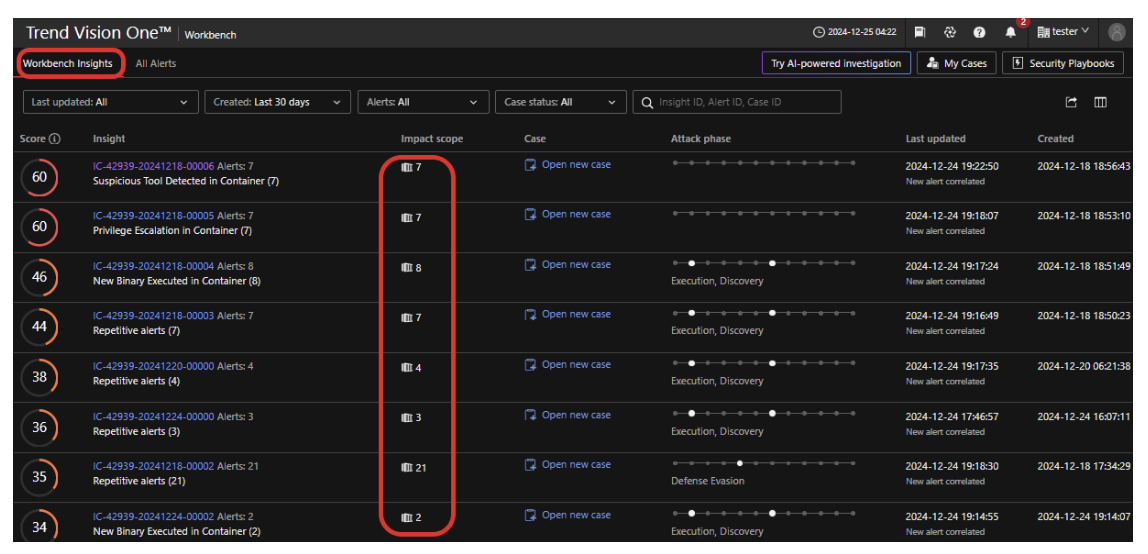 Trend Vision One™ | Workbench 2024-12-25 04:22 2 tester
Workbench Insights All Alerts Try AI-powered investigation My Cases Security Playbooks
Last updated: All Created: Last 30 days Alerts: All Case status: All Insight ID, Alert ID, Case ID
Score Insight Impact scope Case Attack phase Last updated Created
60 IC-42939-20241218-00006 Alerts: 7 7 Open new case 2024-12-24 19:22:50 2024-12-18 18:56:43
Suspicious Tool Detected in Container (7) New alert correlated
60 IC-42939-20241218-00005 Alerts: 7 7 Open new case 2024-12-24 19:18:07 2024-12-18 18:53:10
Privilege Escalation in Container (7) New alert correlated
46 IC-42939-20241218-00004 Alerts: 8 8 Open new case 2024-12-24 19:17:24 2024-12-18 18:51:49
New Binary Executed in Container (8) Execution, Discovery New alert correlated
44 IC-42939-20241218-00003 Alerts: 7 7 Open new case 2024-12-24 19:16:49 2024-12-18 18:50:23
Repetitive alerts (7) Execution, Discovery New alert correlated
38 IC-42939-20241220-00000 Alerts: 4 4 Open new case 2024-12-24 19:17:35 2024-12-20 06:21:38
Repetitive alerts (4) Execution, Discovery New alert correlated
36 IC-42939-20241224-00000 Alerts: 3 3 Open new case 2024-12-24 17:46:57 2024-12-24 16:07:11
Repetitive alerts (3) Execution, Discovery New alert correlated
35 IC-42939-20241218-00002 Alerts: 21 21 Open new case 2024-12-24 19:18:30 2024-12-18 17:34:29
Repetitive alerts (21) Defense Evasion New alert correlated
34 IC-42939-20241224-00002 Alerts: 2 2 Open new case 2024-12-24 19:14:55 2024-12-24 19:14:07
New Binary Executed in Container (2) Execution, Discovery New alert correlated